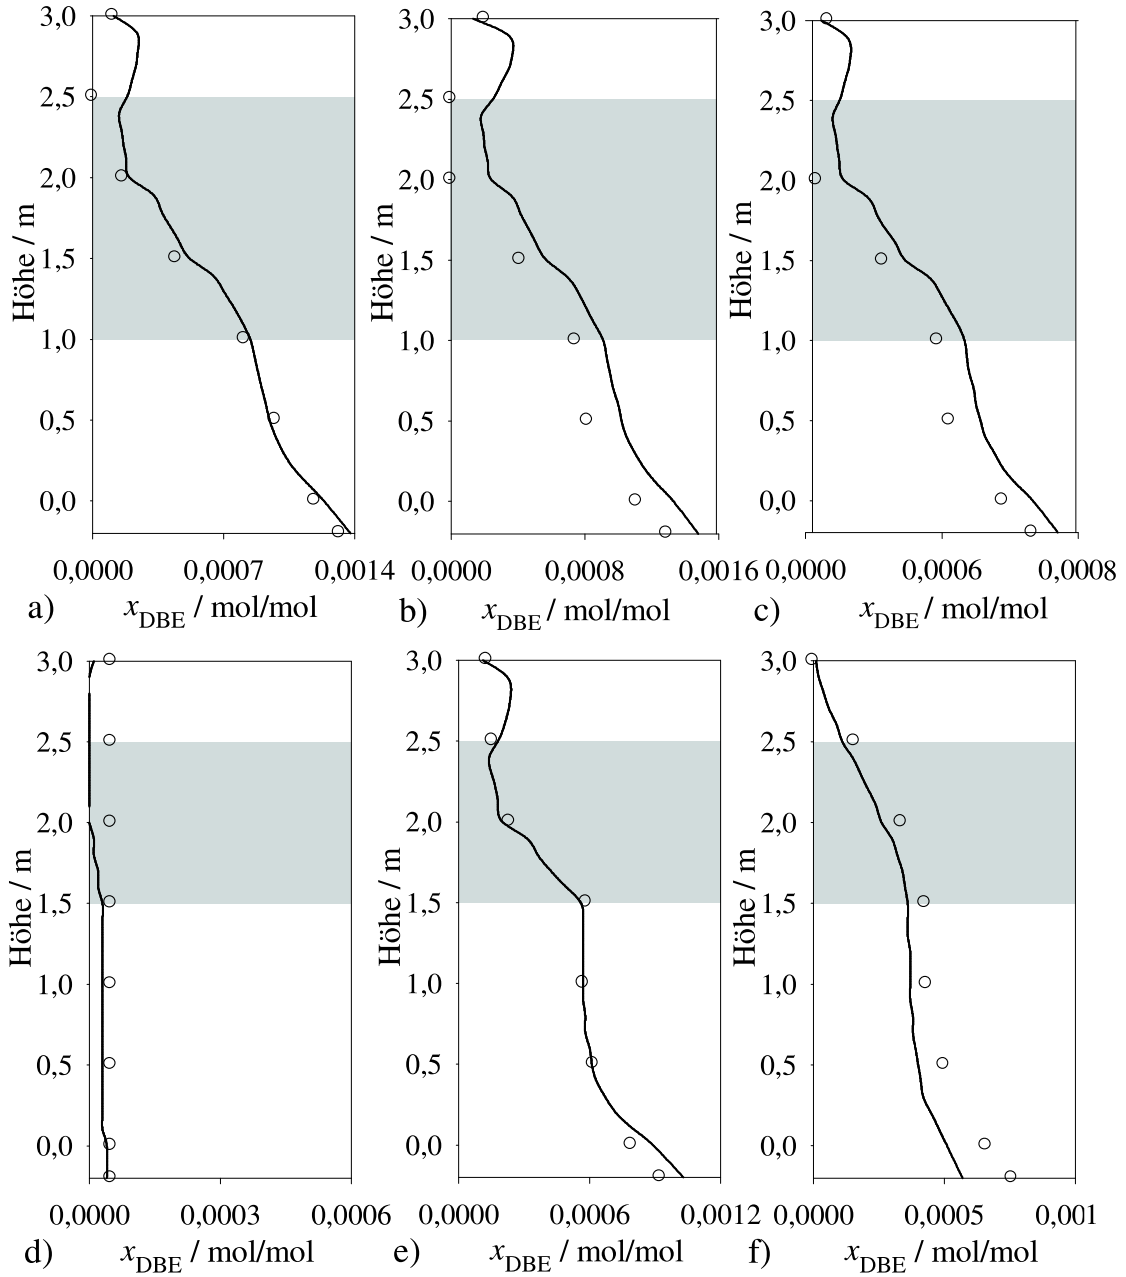 3,0
2,5
2,0
1,5
1,0
0,5
0,0
Höhe / m
0,0000 0,0007 0,0014
a) xDBE / mol/mol
3,0
2,5
2,0
1,5
1,0
0,5
0,0
Höhe / m
0,0000 0,0008 0,0016
b) xDBE / mol/mol
3,0
2,5
2,0
1,5
1,0
0,5
0,0
Höhe / m
0,0000 0,0006 0,0008
c) xDBE / mol/mol
3,0
2,5
2,0
1,5
1,0
0,5
0,0
Höhe / m
0,0000 0,0003 0,0006
d) xDBE / mol/mol
3,0
2,5
2,0
1,5
1,0
0,5
0,0
Höhe / m
0,0000 0,0006 0,0012
e) xDBE / mol/mol
3,0
2,5
2,0
1,5
1,0
0,5
0,0
Höhe / m
0,0000 0,0005 0,001
f) xDBE / mol/mol